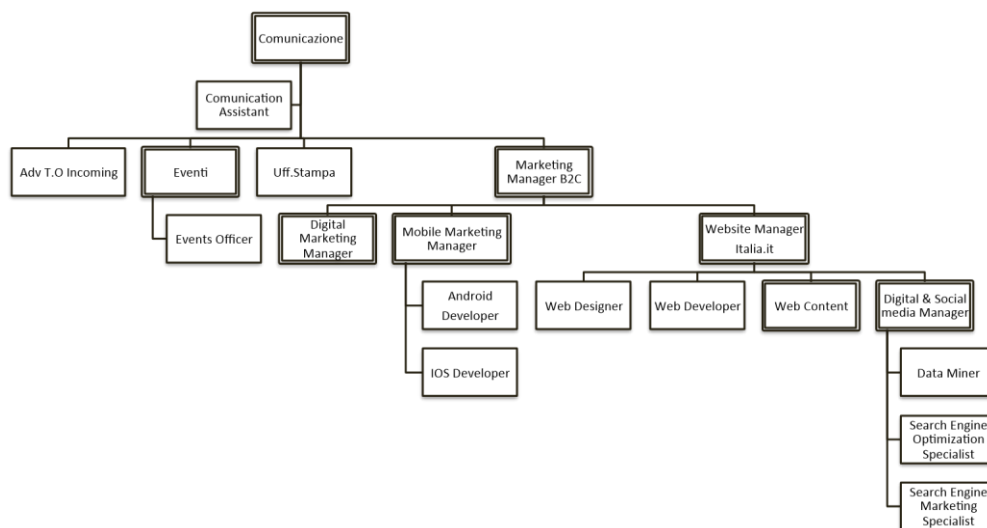 Comunicazione
Comunication
Assistant
Adv T.O Incoming
Eventi
Uff.Stampa
Marketing
Manager B2C
Events Officer
Digital
Marketing
Manager
Mobile Marketing
Manager
Website Manager
Italia.it
Android
Developer
IOS Developer
Web Designer
Web Developer
Web Content
Digital & Social
media Manager
Data Miner
Search Engine
Optimization
Specialist
Search Engine
Marketing
Specialist